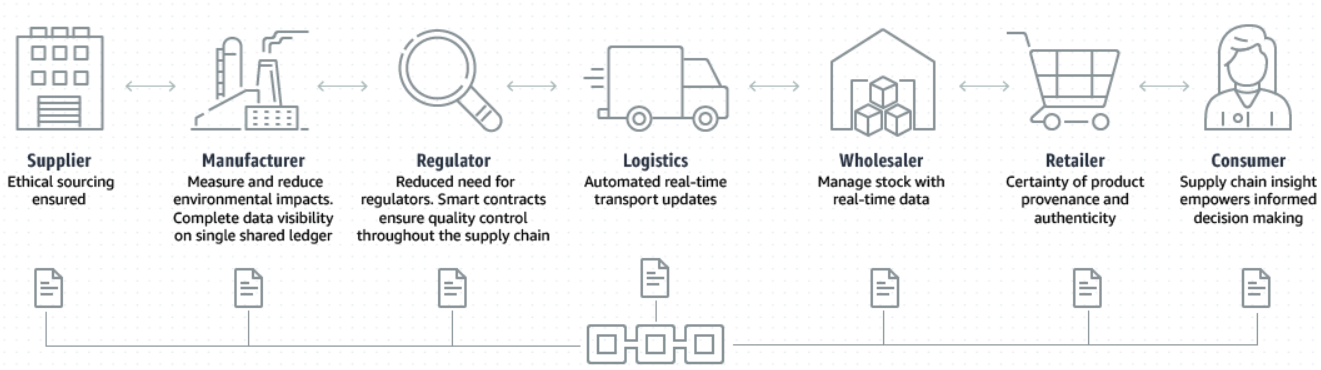 Supplier
Ethical sourcing
ensured
Manufacturer
Measure and reduce
environmental impacts.
Complete data visibility
on single shared ledger
Regulator
Reduced need for
regulators. Smart contracts
ensure quality control
throughout the supply chain
Logistics
Automated real-time
transport updates
Wholesaler
Manage stock with
real-time data
Retailer
Certainty of product
provenance and
authenticity
Consumer
Supply chain insight
empowers informed
decision making